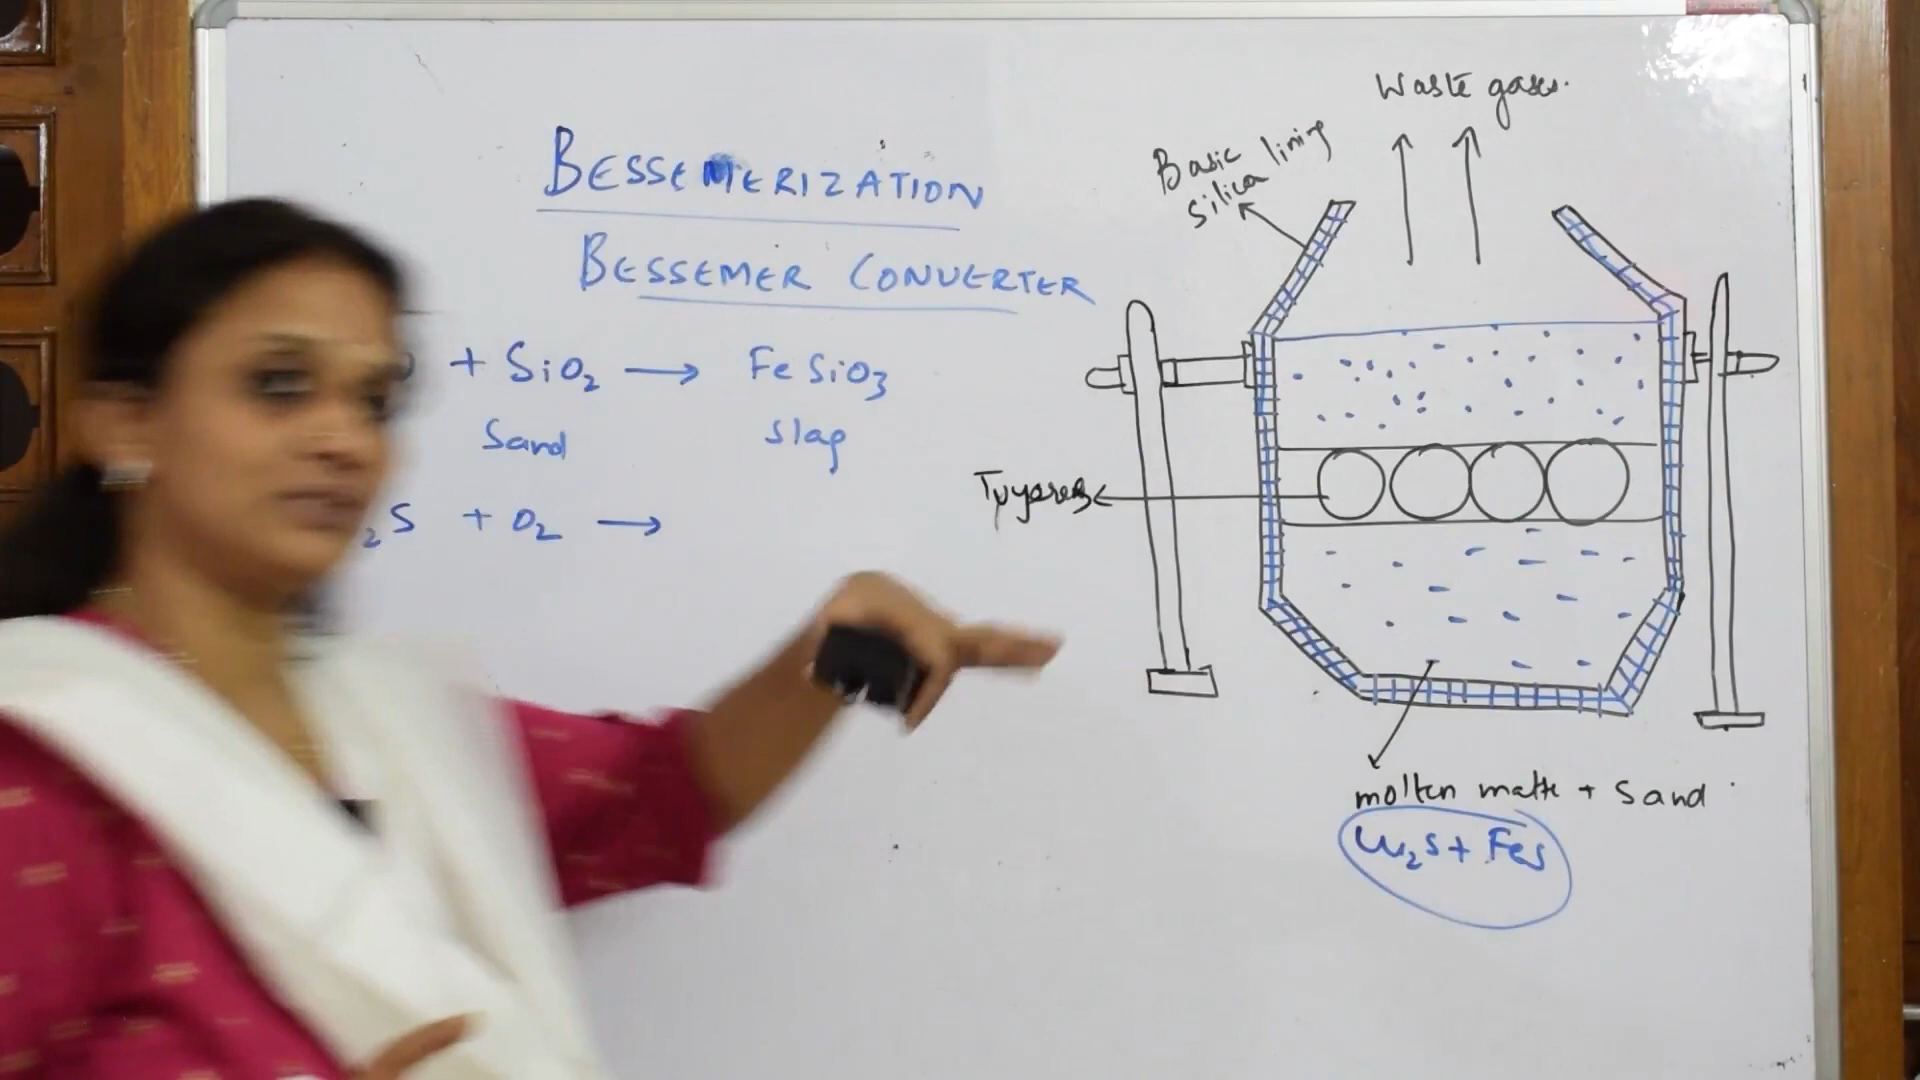 BESSEMERIZATION
BESSEMER CONVERTER
+ SiO2 → FeSiO3
Sand slag
2S + O2 →
Waste gases.
Basic lining
silica
Tuyeres
molten matte + Sand
Cu2S + FeS